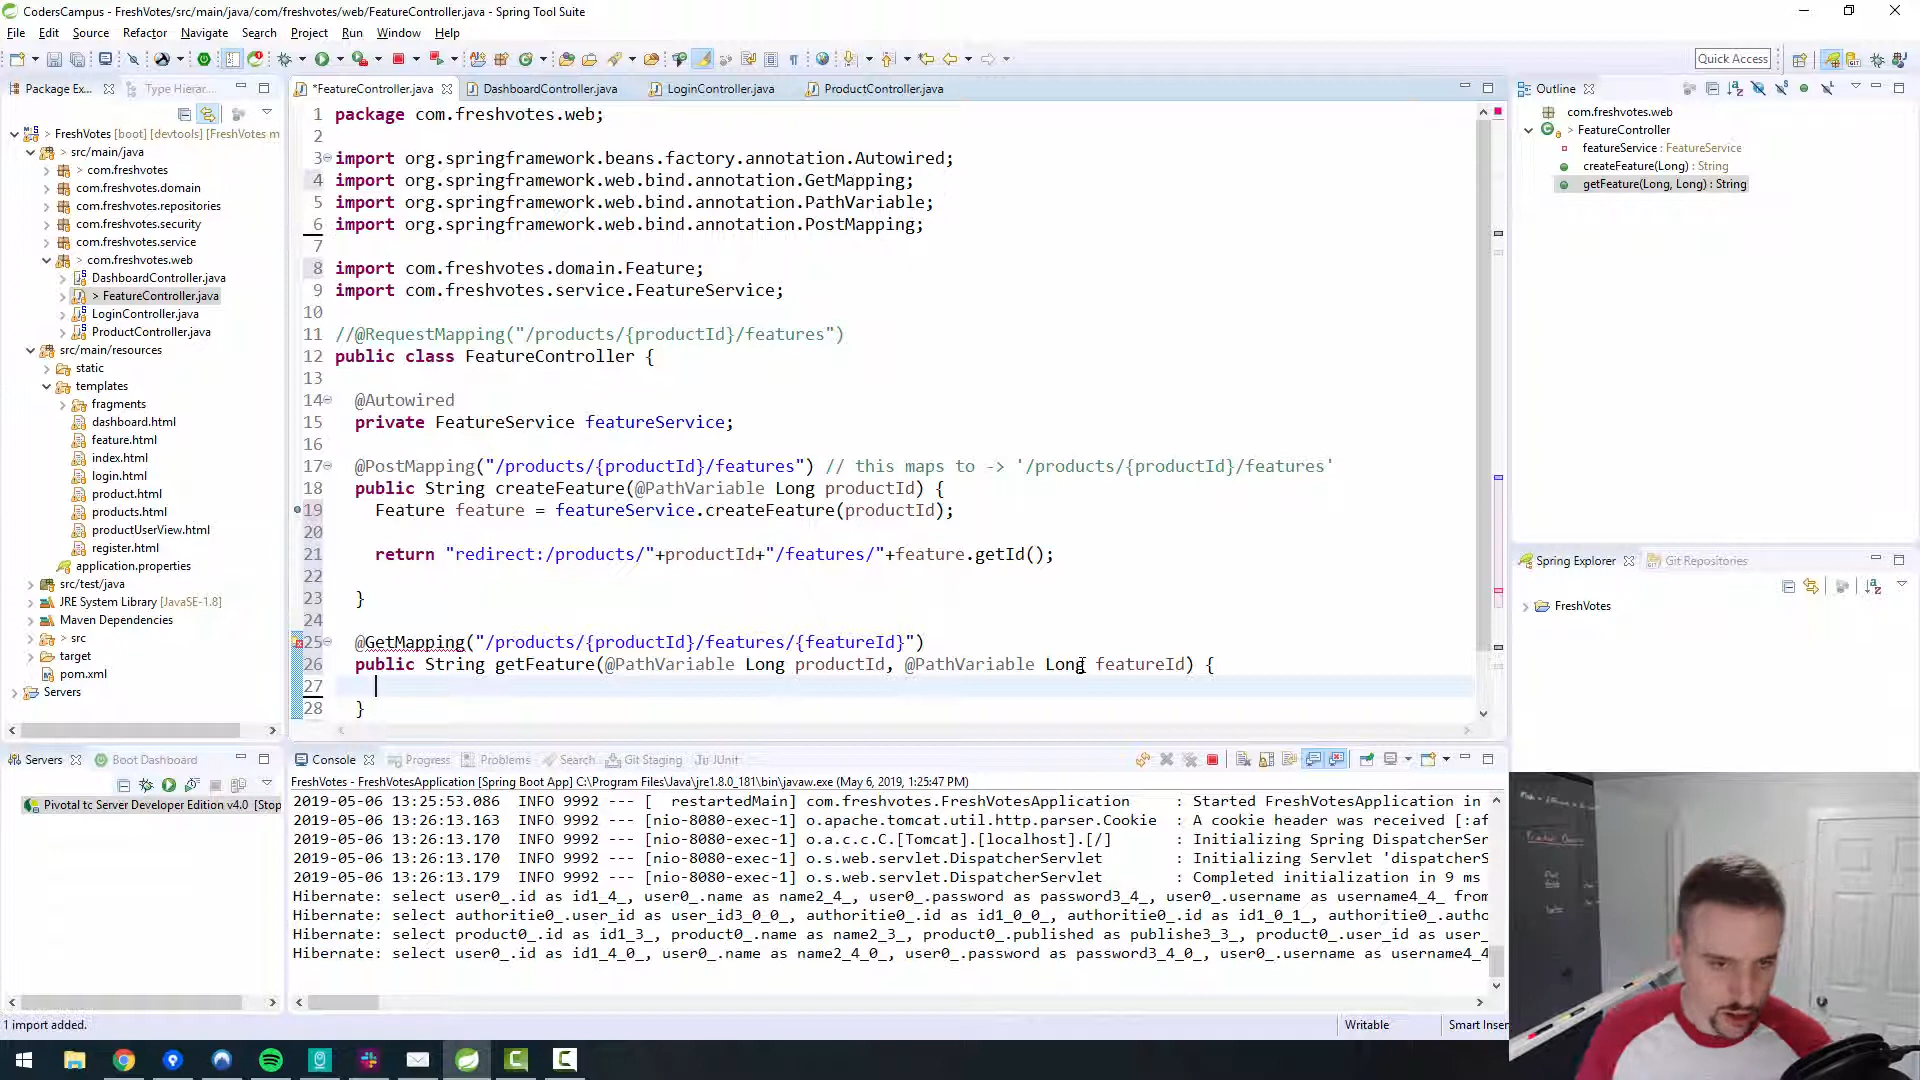 CodersCampus - FreshVotes/src/main/java/com/freshvotes/web/FeatureController.java - Spring Tool Suite
File Edit Source Refactor Navigate Search Project Run Window Help
Quick Access
Package Ex...
Type Hierar...
FreshVotes [boot] [devtools] [FreshVotes m
src/main/java
com.freshvotes
com.freshvotes.domain
com.freshvotes.repositories
com.freshvotes.security
com.freshvotes.service
> com.freshvotes.web
DashboardController.java
> FeatureController.java
LoginController.java
ProductController.java
src/main/resources
static
templates
fragments
dashboard.html
feature.html
index.html
login.html
product.html
products.html
productUserView.html
register.html
application.properties
src/test/java
JRE System Library [JavaSE-1.8]
Maven Dependencies
> src
target
pom.xml
Servers
*FeatureController.java
DashboardController.java
LoginController.java
ProductController.java
1 package com.freshvotes.web;
2
3 import org.springframework.beans.factory.annotation.Autowired;
4 import org.springframework.web.bind.annotation.GetMapping;
5 import org.springframework.web.bind.annotation.PathVariable;
6 import org.springframework.web.bind.annotation.PostMapping;
7
8 import com.freshvotes.domain.Feature;
9 import com.freshvotes.service.FeatureService;
10
11 //@RequestMapping("/products/{productId}/features")
12 public class FeatureController {
13
14 @Autowired
15 private FeatureService featureService;
16
17 @PostMapping("/products/{productId}/features") // this maps to -> '/products/{productId}/features'
18 public String createFeature(@PathVariable Long productId) {
19 Feature feature = featureService.createFeature(productId);
20
21 return "redirect:/products/"+productId+"/features/"+feature.getId();
22
23 }
24
25 @GetMapping("/products/{productId}/features/{featureId}")
26 public String getFeature(@PathVariable Long productId, @PathVariable Long featureId) {
27
28 }
Outline
com.freshvotes.web
> FeatureController
featureService : FeatureService
createFeature(Long) : String
getFeature(Long, Long) : String
Spring Explorer
Git Repositories
FreshVotes
Servers
Boot Dashboard
Pivotal tc Server Developer Edition v4.0 [Stop
Console
Progress
Problems
Search
Git Staging
JUnit
FreshVotes - FreshVotesApplication [Spring Boot App] C:\Program Files\Java\jre1.8.0_181\bin\javaw.exe (May 6, 2019, 1:25:47 PM)
2019-05-06 13:25:53.086 INFO 9992 --- [ restartedMain] com.freshvotes.FreshVotesApplication : Started FreshVotesApplication in
2019-05-06 13:26:13.163 INFO 9992 --- [nio-8080-exec-1] o.apache.tomcat.util.http.parser.Cookie : A cookie header was received [:af
2019-05-06 13:26:13.170 INFO 9992 --- [nio-8080-exec-1] o.a.c.c.C.[Tomcat].[localhost].[/] : Initializing Spring DispatcherSer
2019-05-06 13:26:13.170 INFO 9992 --- [nio-8080-exec-1] o.s.web.servlet.DispatcherServlet : Initializing Servlet 'dispatcherS
2019-05-06 13:26:13.179 INFO 9992 --- [nio-8080-exec-1] o.s.web.servlet.DispatcherServlet : Completed initialization in 9 ms
Hibernate: select user0_.id as id1_4_, user0_.name as name2_4_, user0_.password as password3_4_, user0_.username as username4_4_ from
Hibernate: select authoritie0_.user_id as user_id3_0_0_, authoritie0_.id as id1_0_0_, authoritie0_.id as id1_0_1_, authoritie0_.autho
Hibernate: select product0_.id as id1_3_, product0_.name as name2_3_, product0_.published as publishe3_3_, product0_.user_id as user_
Hibernate: select user0_.id as id1_4_0_, user0_.name as name2_4_0_, user0_.password as password3_4_0_, user0_.username as username4_4
1 import added.
Writable
Smart Inser